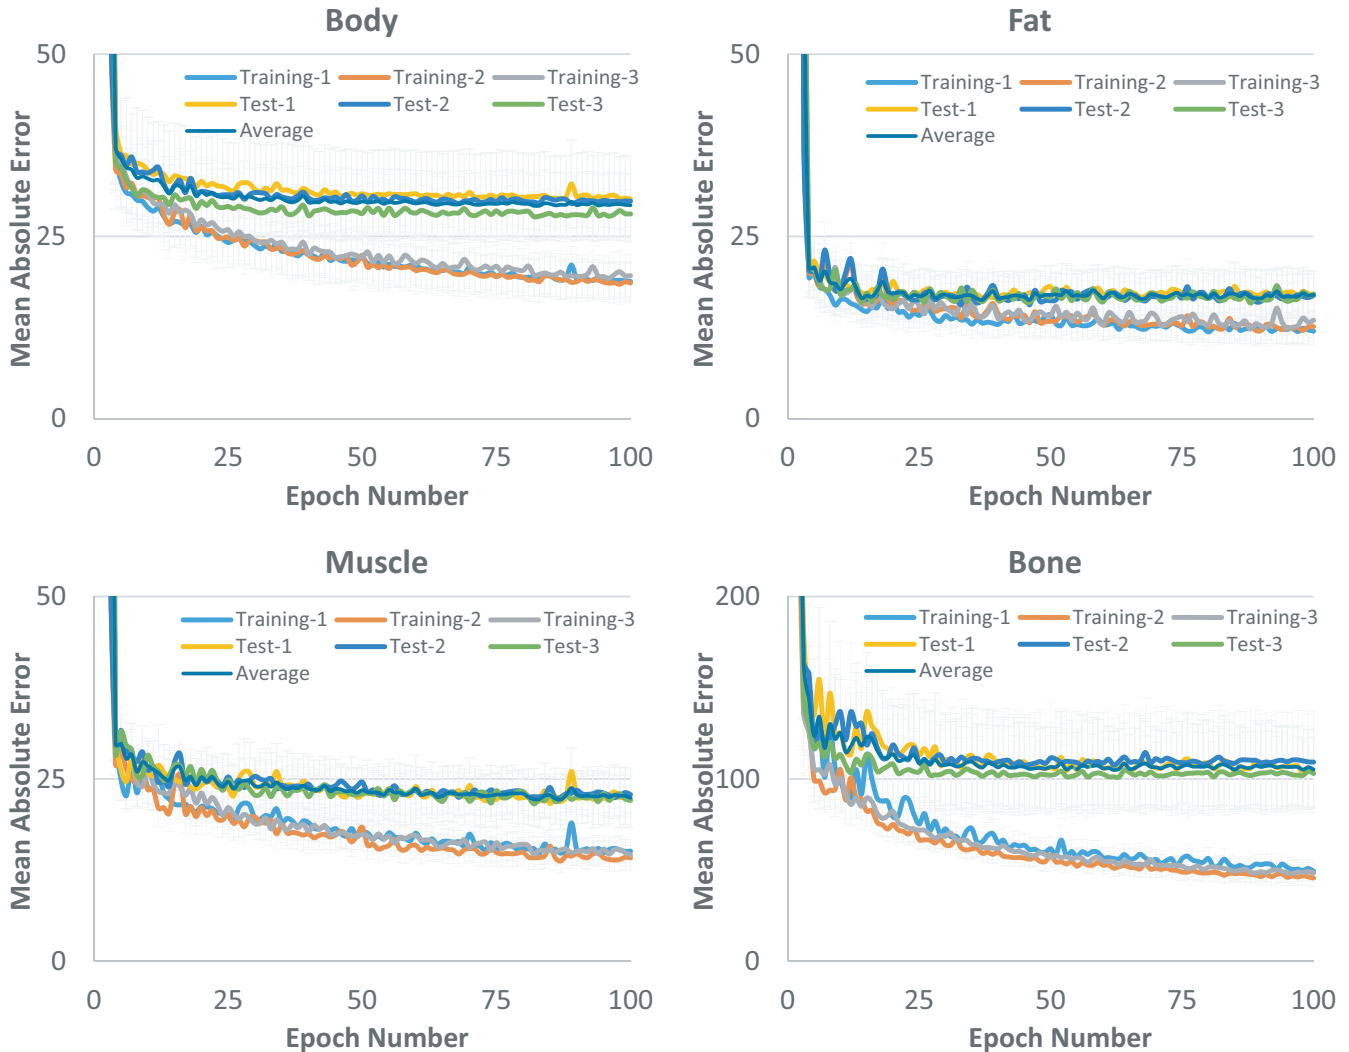 Body
50
25
0
Mean Absolute Error
Training-1 Training-2 Training-3
Test-1 Test-2 Test-3
Average
0 25 50 75 100
Epoch Number
Fat
50
25
0
Mean Absolute Error
Training-1 Training-2 Training-3
Test-1 Test-2 Test-3
Average
0 25 50 75 100
Epoch Number
Muscle
50
25
0
Mean Absolute Error
Training-1 Training-2 Training-3
Test-1 Test-2 Test-3
Average
0 25 50 75 100
Epoch Number
Bone
200
100
0
Mean Absolute Error
Training-1 Training-2 Training-3
Test-1 Test-2 Test-3
Average
0 25 50 75 100
Epoch Number